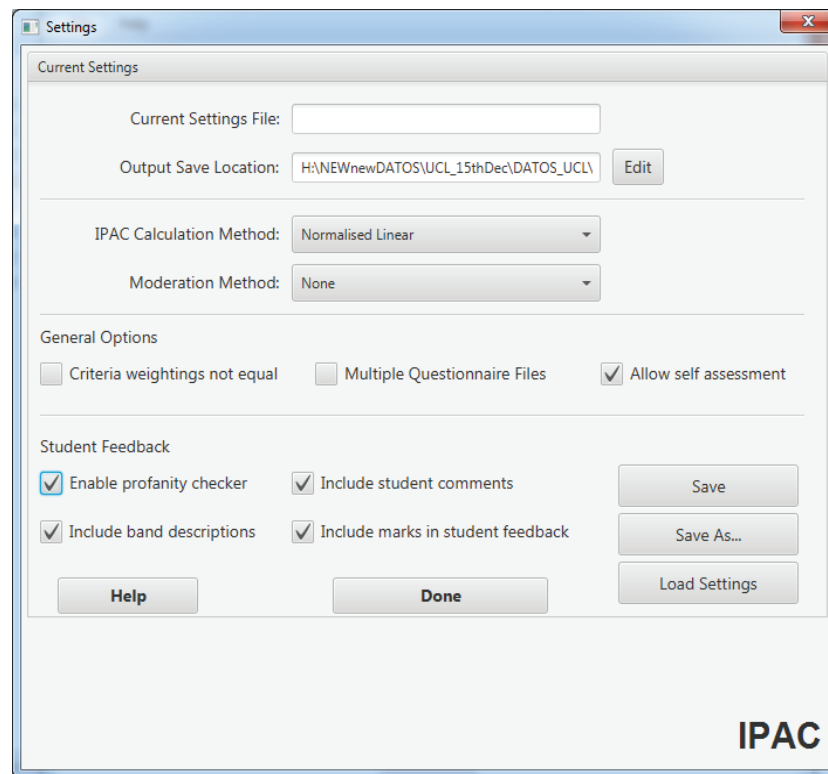 Settings
Current Settings
Current Settings File:
Output Save Location: H:\NEWnewDATOS\UCL_15thDec\DATOS_UCL\ Edit
IPAC Calculation Method: Normalised Linear
Moderation Method: None
General Options
Criteria weightings not equal Multiple Questionnaire Files Allow self assessment
Student Feedback
Enable profanity checker Include student comments Save
Include band descriptions Include marks in student feedback Save As...
Help Done Load Settings
IPAC